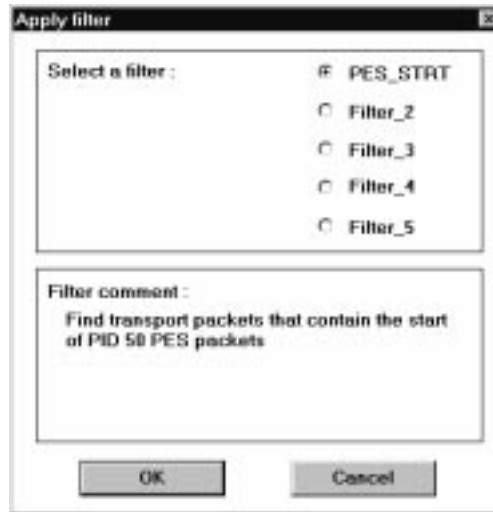 Apply filter
Select a filter :
PES_STRT
Filter_2
Filter_3
Filter_4
Filter_5
Filter comment :
Find transport packets that contain the start
of PID 50 PES packets
OK
Cancel